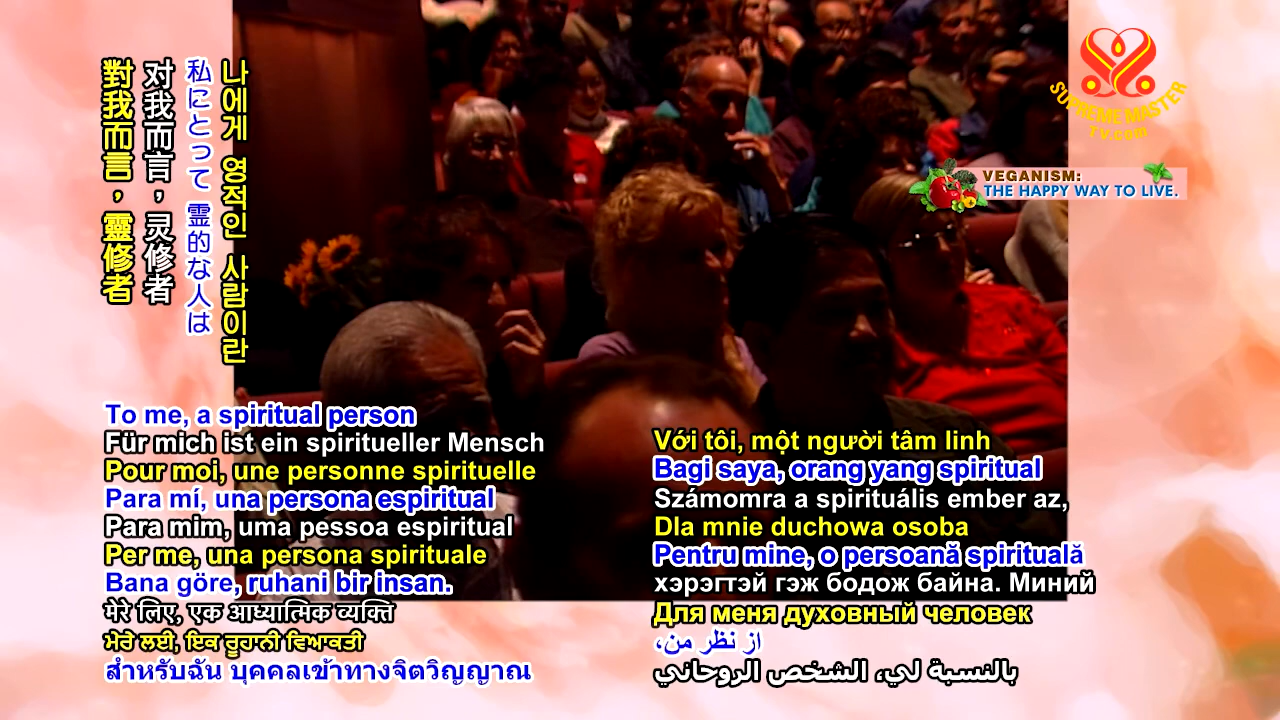 對我而言，靈修者
对我而言，灵修者
私にとって 霊的な人は
나에게 영적인 사람이란
SUPREME MASTER
TV.com
VEGANISM:
THE HAPPY WAY TO LIVE.
To me, a spiritual person
Für mich ist ein spiritueller Mensch
Pour moi, une personne spirituelle
Para mí, una persona espiritual
Para mim, uma pessoa espiritual
Per me, una persona spirituale
Bana göre, ruhani bir insan.
मेरे लिए, एक आध्यात्मिक व्यक्ति
ਮੇਰੇ ਲਈ, ਇਕ ਰੂਹਾਨੀ ਵਿਆਕਤੀ
สำหรับฉัน บุคคลเข้าทางจิตวิญญาณ
Với tôi, một người tâm linh
Bagi saya, orang yang spiritual
Számomra a spirituális ember az,
Dla mnie duchowa osoba
Pentru mine, o persoană spirituală
хэрэгтэй гэж бодож байна. Миний
Для меня духовный человек
از نظر من،
بالنسبة لي، الشخص الروحاني